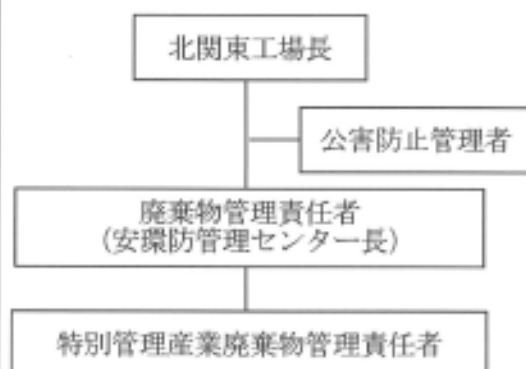 北関東工場長
公害防止管理者
廃棄物管理責任者
(安環防管理センター長)
特別管理産業廃棄物管理責任者